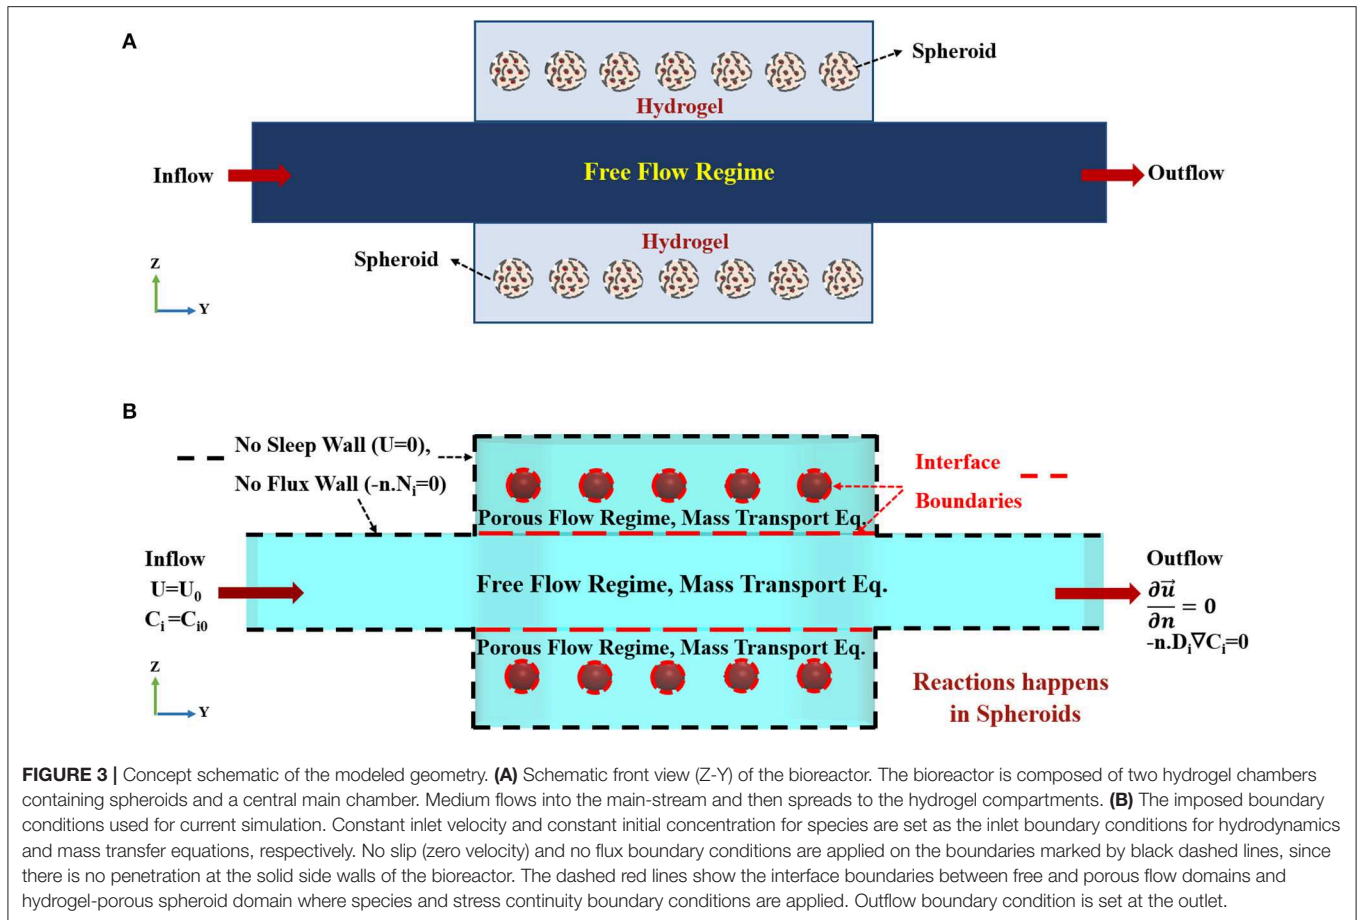 A
Spheroid
Hydrogel
Inflow
Free Flow Regime
Outflow
Hydrogel
Spheroid
Z
Y
B
No Sleep Wall (U=0),
No Flux Wall (-n.Nᵢ=0)
Interface
Boundaries
Porous Flow Regime, Mass Transport Eq.
Inflow
U=U₀
Cᵢ=Cᵢ₀
Free Flow Regime, Mass Transport Eq.
Outflow
∂u⃗/∂n = 0
-n.Dᵢ∇Cᵢ=0
Porous Flow Regime, Mass Transport Eq.
Reactions happens
in Spheroids
Z
Y
FIGURE 3 | Concept schematic of the modeled geometry. (A) Schematic front view (Z-Y) of the bioreactor. The bioreactor is composed of two hydrogel chambers
containing spheroids and a central main chamber. Medium flows into the main-stream and then spreads to the hydrogel compartments. (B) The imposed boundary
conditions used for current simulation. Constant inlet velocity and constant initial concentration for species are set as the inlet boundary conditions for hydrodynamics
and mass transfer equations, respectively. No slip (zero velocity) and no flux boundary conditions are applied on the boundaries marked by black dashed lines, since
there is no penetration at the solid side walls of the bioreactor. The dashed red lines show the interface boundaries between free and porous flow domains and
hydrogel-porous spheroid domain where species and stress continuity boundary conditions are applied. Outflow boundary condition is set at the outlet.